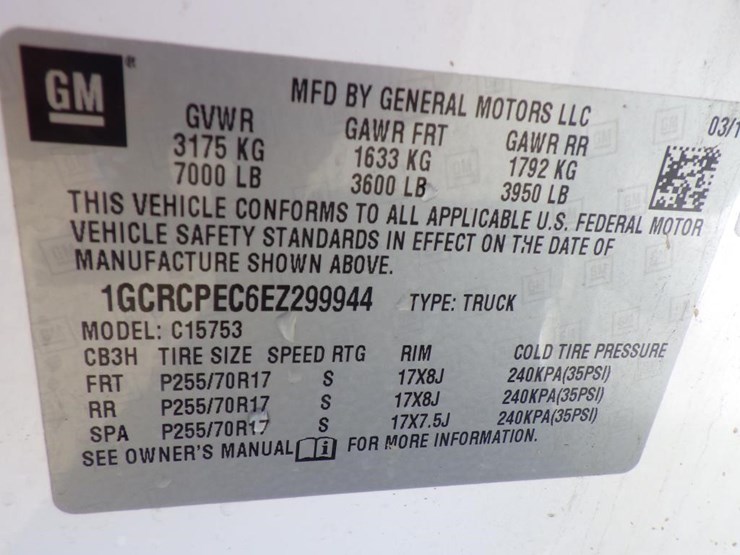 GM
MFD BY GENERAL MOTORS LLC
03/1
GVWR GAWR FRT GAWR RR
3175 KG 1633 KG 1792 KG
7000 LB 3600 LB 3950 LB
THIS VEHICLE CONFORMS TO ALL APPLICABLE U.S. FEDERAL MOTOR
VEHICLE SAFETY STANDARDS IN EFFECT ON THE DATE OF
MANUFACTURE SHOWN ABOVE.
1GCRCPEC6EZ299944 TYPE: TRUCK
MODEL: C15753
CB3H TIRE SIZE SPEED RTG RIM COLD TIRE PRESSURE
FRT P255/70R17 S 17X8J 240KPA(35PSI)
RR P255/70R17 S 17X8J 240KPA(35PSI)
SPA P255/70R17 S 17X7.5J 240KPA(35PSI)
SEE OWNER'S MANUAL i FOR MORE INFORMATION.